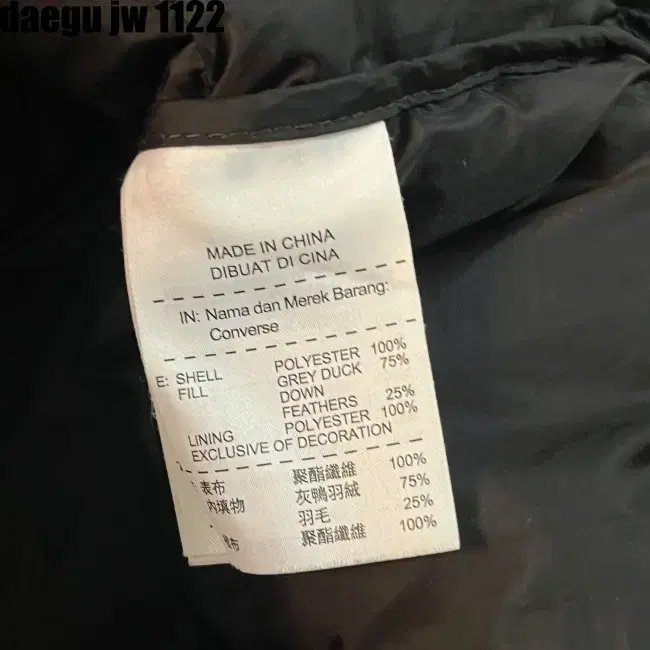 daegu jw 1122
MADE IN CHINA
DIBUAT DI CINA
IN: Nama dan Merek Barang:
Converse
E: SHELL POLYESTER 100%
FILL GREY DUCK 75%
DOWN
FEATHERS 25%
LINING POLYESTER 100%
EXCLUSIVE OF DECORATION
表布 聚酯纖維 100%
內填物 灰鴨羽絨 75%
羽毛 25%
布 聚酯纖維 100%